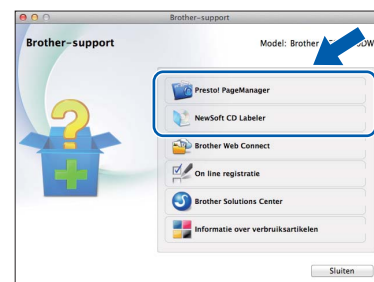 Brother-support
Brother-support
Model: Brother
Presto! PageManager
NewSoft CD Labeler
Brother Web Connect
On line registratie
Brother Solutions Center
Informatie over verbruiksartikelen
Sluiten